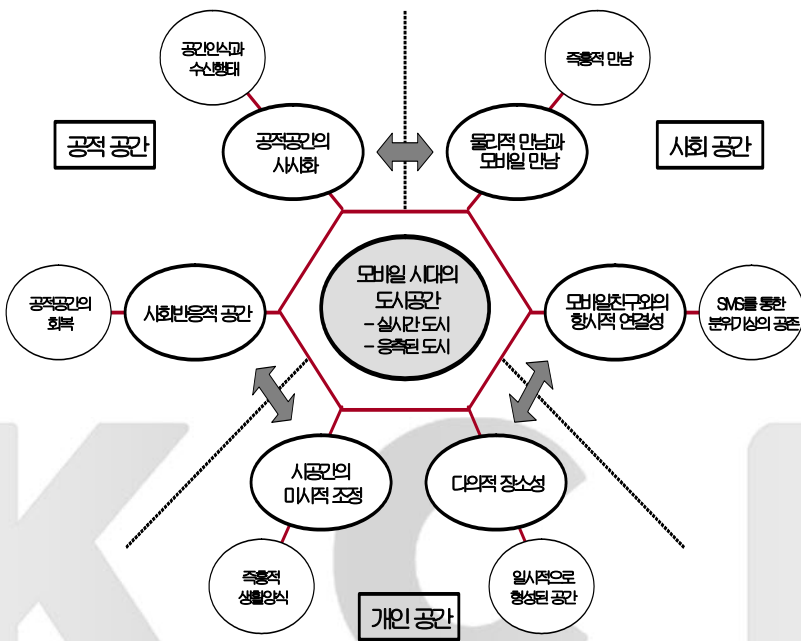 공간인식과
수신행태
즉흥적 만남
공적 공간
공적공간의
사사화
물리적 만남과
모바일 만남
사회 공간
모바일 시대의
도시공간
– 실시간 도시
– 응축된 도시
공적공간의
회복
사회반응적 공간
모바일친구와의
항시적 연결성
SMS를 통한
분위기상의 공존
시공간의
미시적 조정
다의적 장소성
즉흥적
생활양식
일시적으로
형성된 공간
개인 공간
KCI